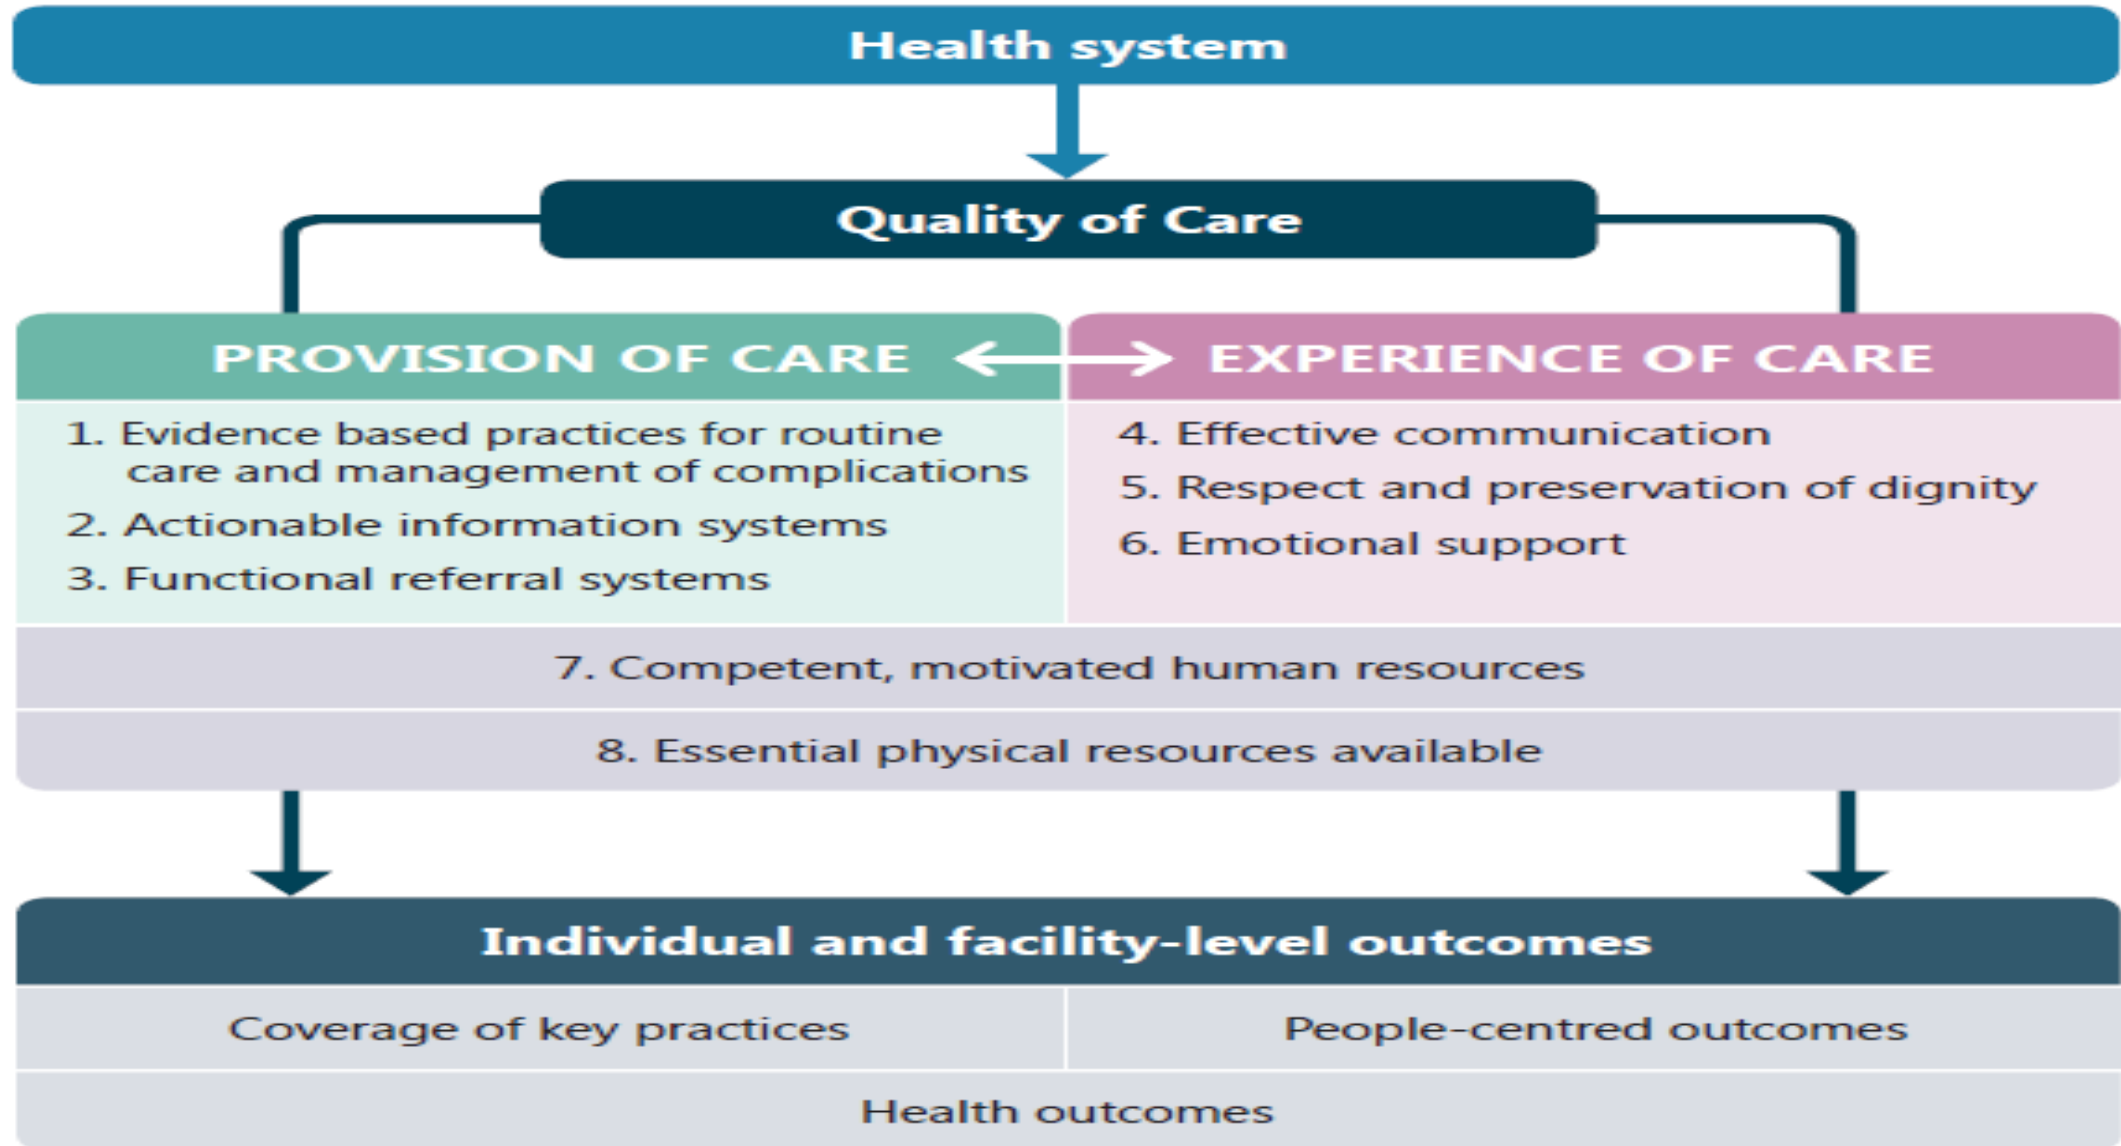 Health system
Quality of Care
PROVISION OF CARE
1. Evidence based practices for routine
care and management of complications
2. Actionable information systems
3. Functional referral systems
EXPERIENCE OF CARE
4. Effective communication
5. Respect and preservation of dignity
6. Emotional support
7. Competent, motivated human resources
8. Essential physical resources available
Individual and facility-level outcomes
Coverage of key practices
People-centred outcomes
Health outcomes